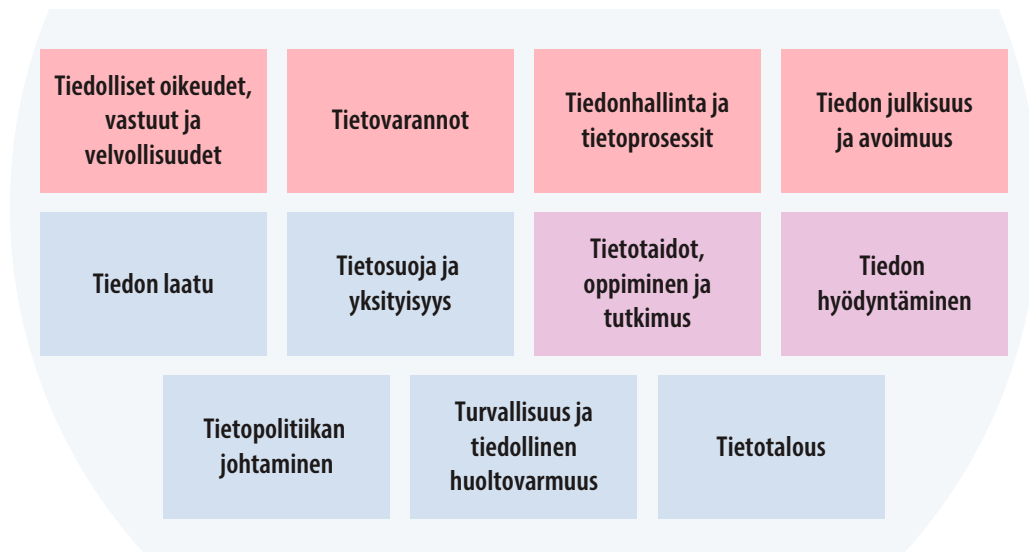 Tiedolliset oikeudet,
vastuut ja
velvollisuudet
Tietovarannot
Tiedonhallinta ja
tietoprosessit
Tiedon julkisuus
ja avoimuus
Tiedon laatu
Tietosuoja ja
yksityisyys
Tietotaidot,
oppiminen ja
tutkimus
Tiedon
hyödyntäminen
Tietopolitiikan
johtaminen
Turvallisuus ja
tiedollinen
huoltovarmuus
Tietotalous